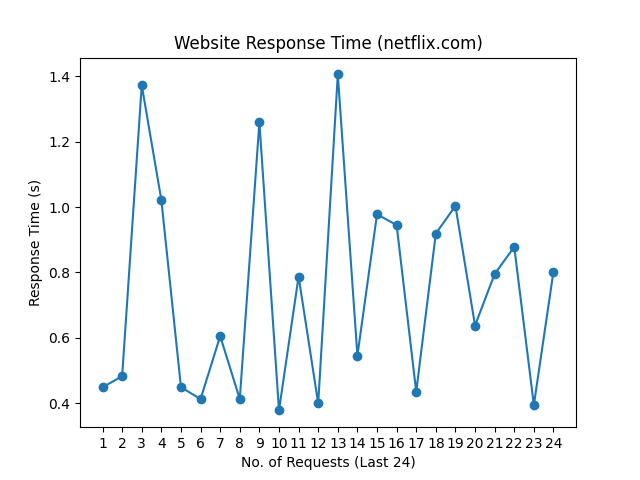 Website Response Time (netflix.com)
1.4
1.2
1.0
0.8
0.6
0.4
Response Time (s)
1 2 3 4 5 6 7 8 9 10 11 12 13 14 15 16 17 18 19 20 21 22 23 24
No. of Requests (Last 24)